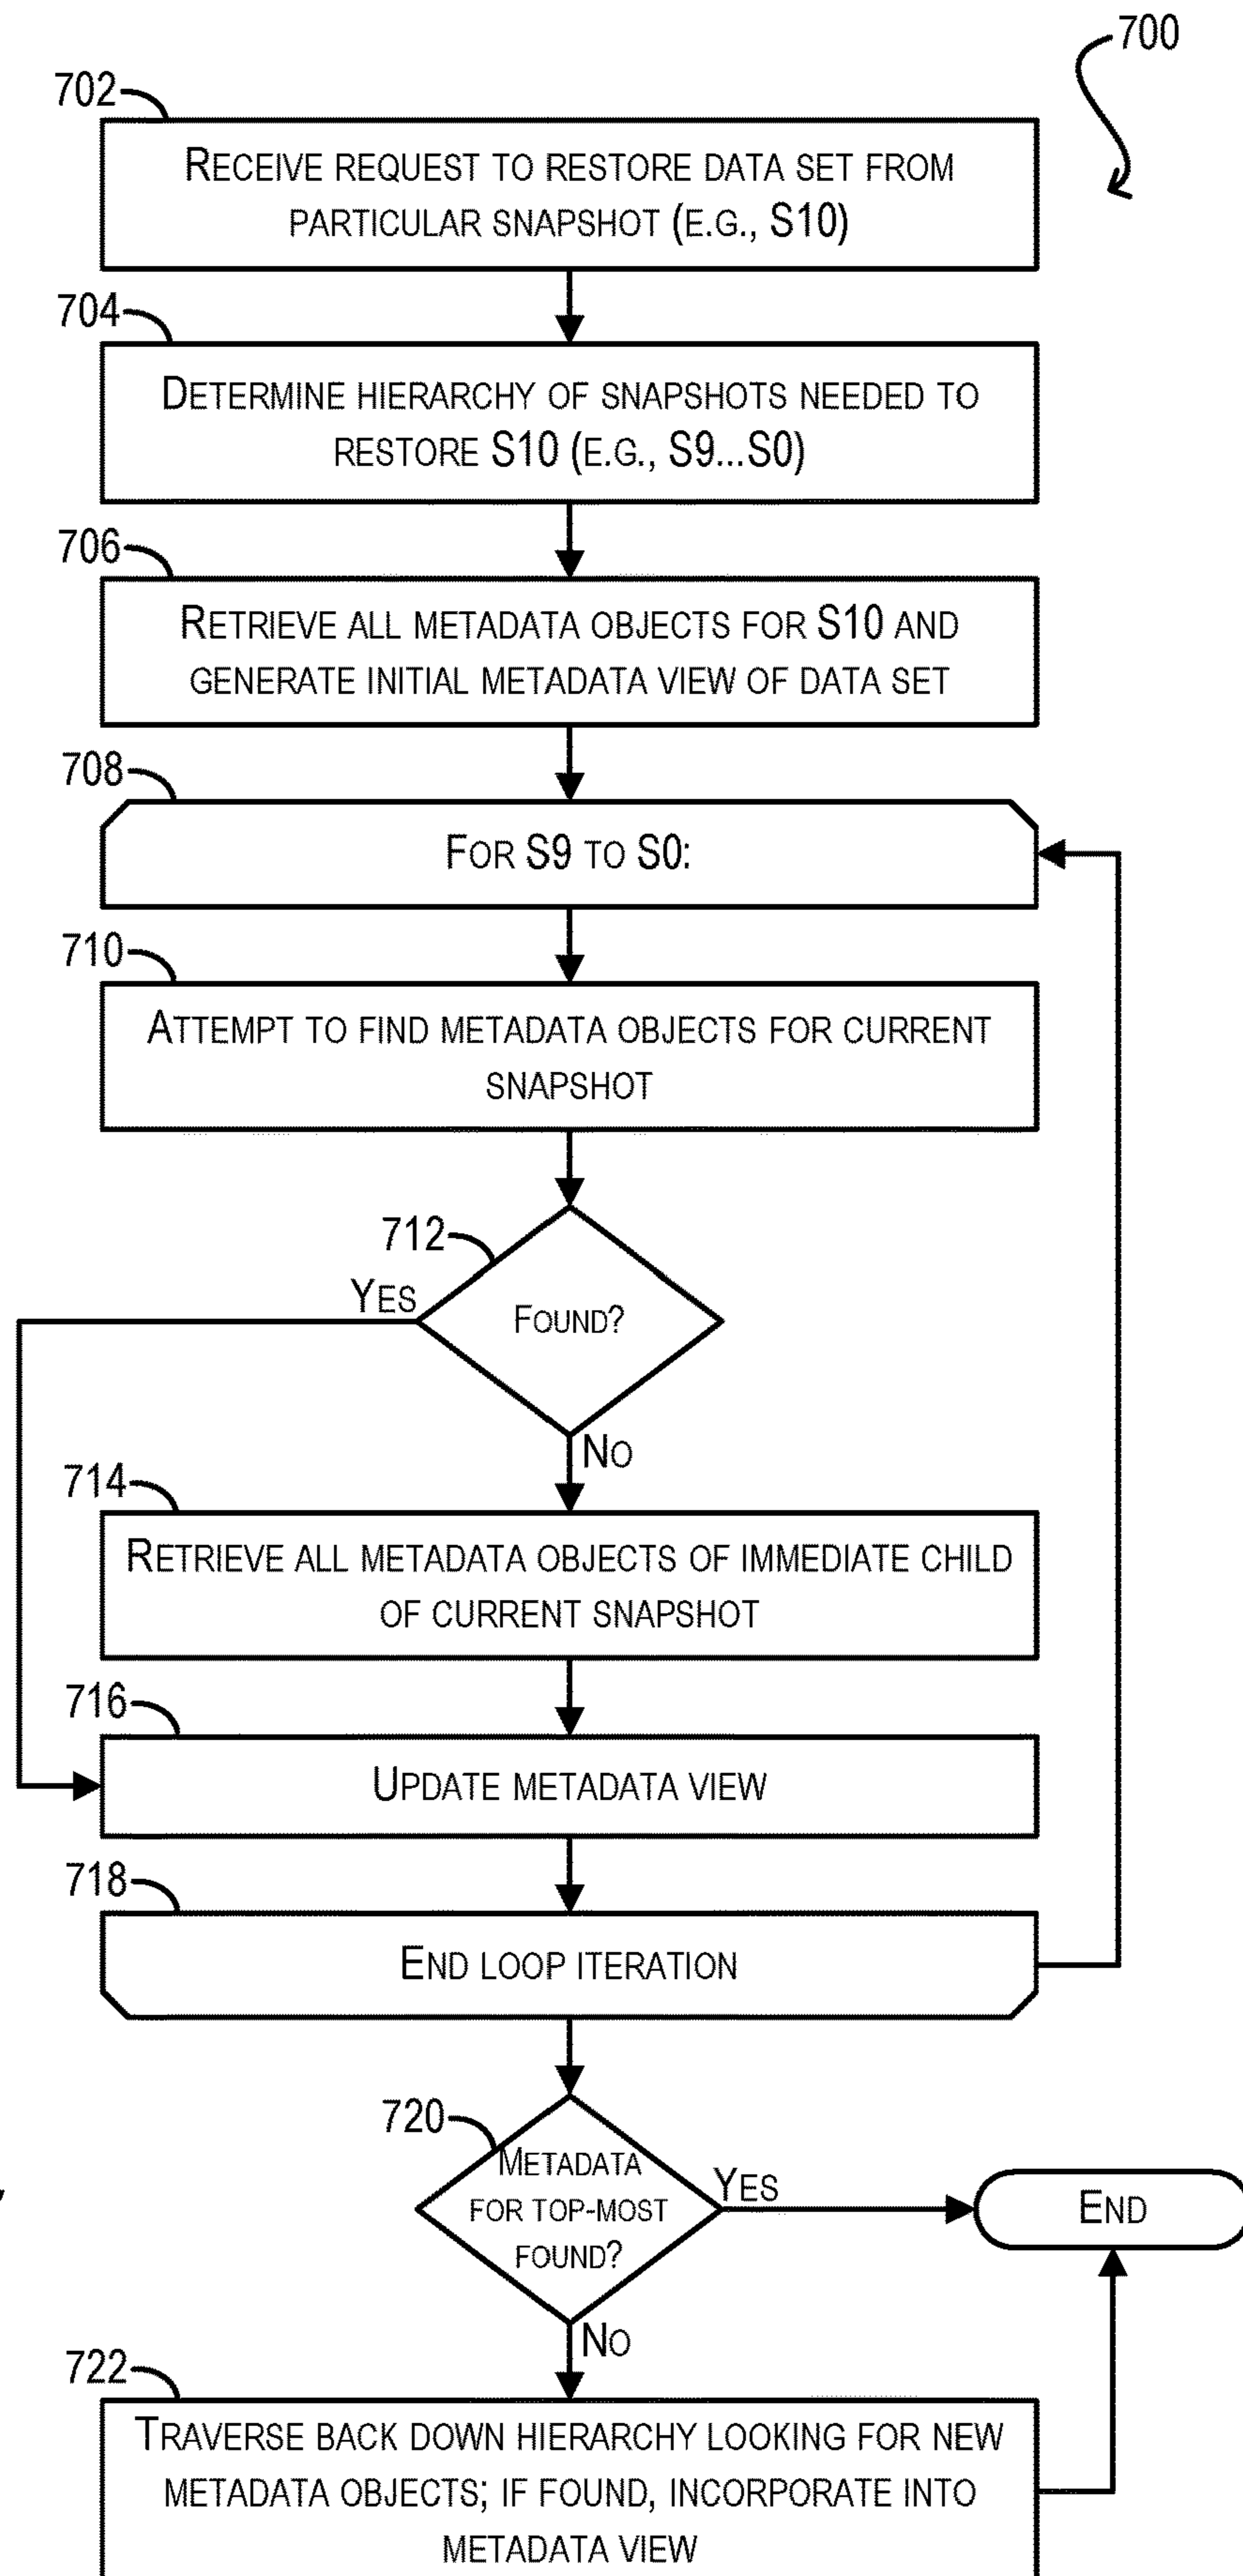 700
702
RECEIVE REQUEST TO RESTORE DATA SET FROM
PARTICULAR SNAPSHOT (E.G., S10)
704
DETERMINE HIERARCHY OF SNAPSHOTS NEEDED TO
RESTORE S10 (E.G., S9...S0)
706
RETRIEVE ALL METADATA OBJECTS FOR S10 AND
GENERATE INITIAL METADATA VIEW OF DATA SET
708
FOR S9 TO S0:
710
ATTEMPT TO FIND METADATA OBJECTS FOR CURRENT
SNAPSHOT
712
YES
FOUND?
NO
714
RETRIEVE ALL METADATA OBJECTS OF IMMEDIATE CHILD
OF CURRENT SNAPSHOT
716
UPDATE METADATA VIEW
718
END LOOP ITERATION
720
METADATA
FOR TOP-MOST
FOUND?
YES
END
NO
722
TRAVERSE BACK DOWN HIERARCHY LOOKING FOR NEW
METADATA OBJECTS; IF FOUND, INCORPORATE INTO
METADATA VIEW